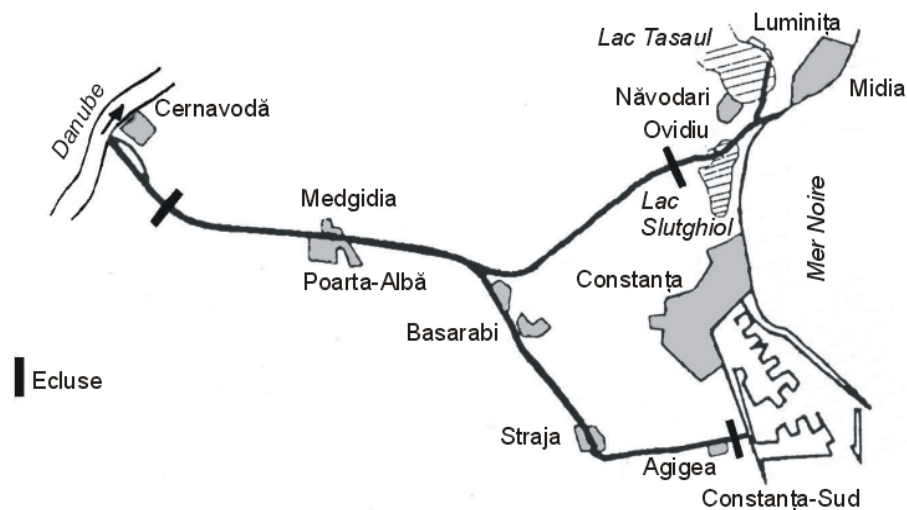 Luminița
Lac Tasaul
Midia
Năvodari
Ovidiu
Danube
Cernavodă
Medgidia
Lac
Slutghiol
Mer Noire
Poarta-Albă
Constanța
Basarabi
Ecluse
Straja
Agigea
Constanța-Sud